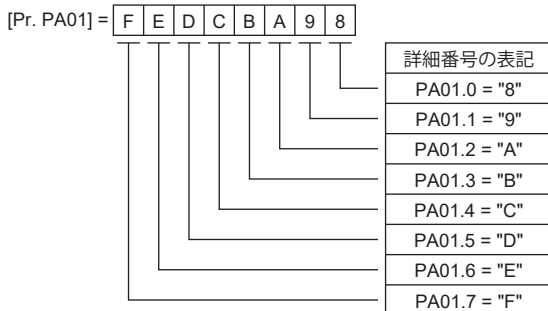 [Pr. PA01] = F E D C B A 9 8
詳細番号の表記
PA01.0 = "8"
PA01.1 = "9"
PA01.2 = "A"
PA01.3 = "B"
PA01.4 = "C"
PA01.5 = "D"
PA01.6 = "E"
PA01.7 = "F"